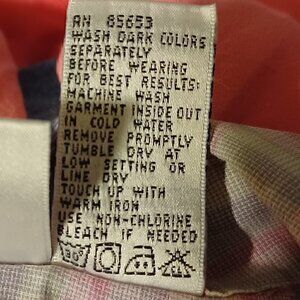 RN 85653
WASH DARK COLORS
SEPARATELY
BEFORE WEARING
FOR BEST RESULTS:
MACHINE WASH
GARMENT INSIDE OUT
IN COLD WATER
REMOVE PROMPTLY
TUMBLE DRY AT
LOW SETTING OR
LINE DRY
TOUCH UP WITH
WARM IRON
USE NON-CHLORINE
BLEACH IF NEEDED
30